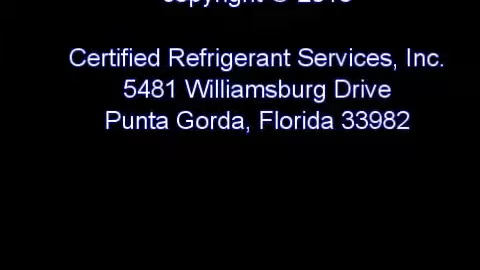 Certified Refrigerant Services, Inc.
5481 Williamsburg Drive
Punta Gorda, Florida 33982